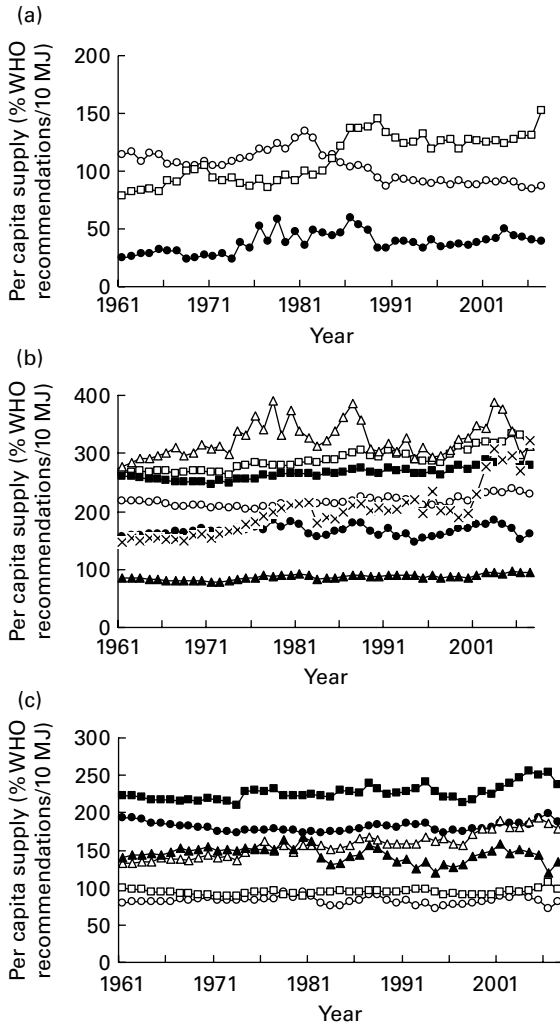 (a)
Per capita supply (% WHO
recommendations/10 MJ)
200
150
100
50
0
1961 1971 1981 1991 2001
Year
(b)
Per capita supply (% WHO
recommendations/10 MJ)
400
300
200
100
0
1961 1971 1981 1991 2001
Year
(c)
Per capita supply (% WHO
recommendations/10 MJ)
300
250
200
150
100
50
0
1961 1971 1981 1991 2001
Year